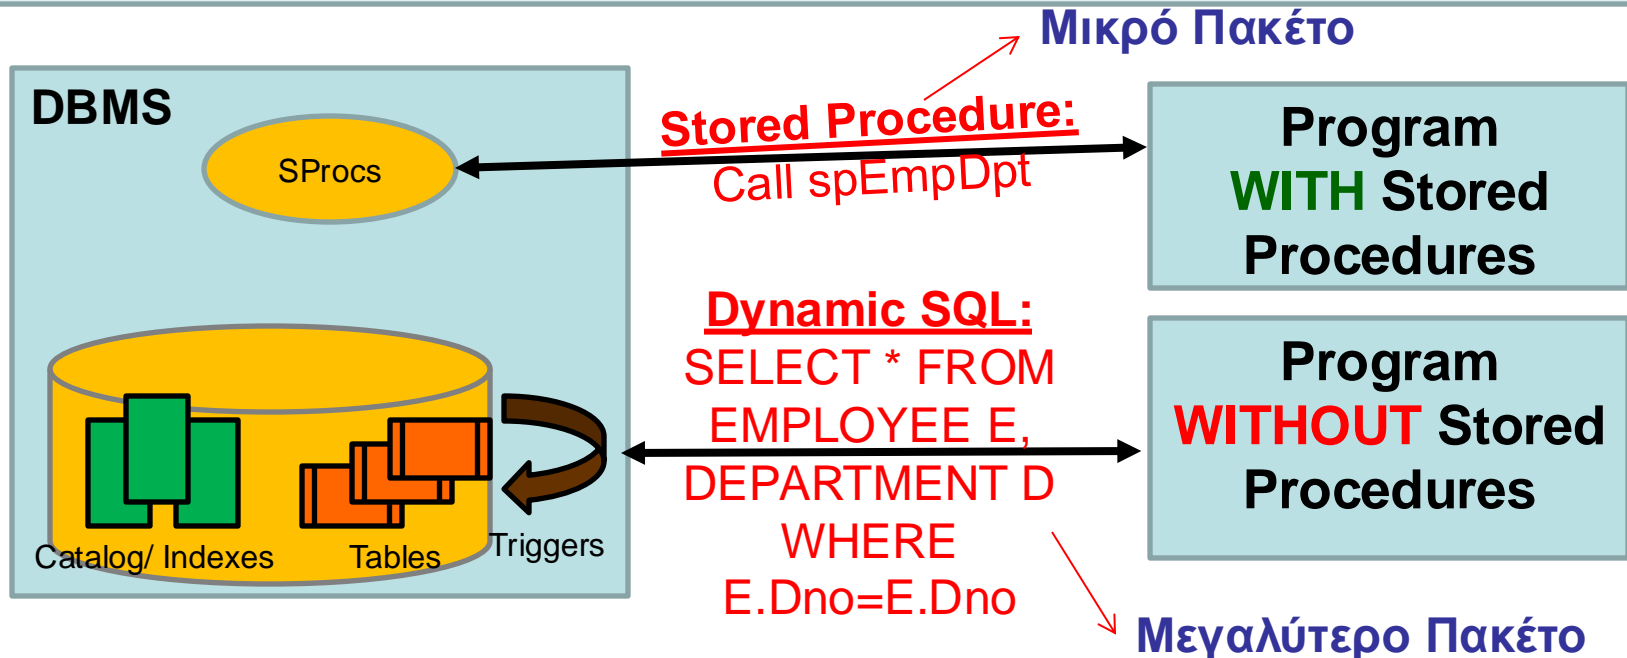 Μικρό Πακέτο
DBMS
SProcs
Stored Procedure:
Call spEmpDpt
Program
WITH Stored
Procedures
Dynamic SQL:
SELECT * FROM
EMPLOYEE E,
DEPARTMENT D
WHERE
E.Dno=E.Dno
Program
WITHOUT Stored
Procedures
Catalog/ Indexes
Tables
Triggers
Μεγαλύτερο Πακέτο